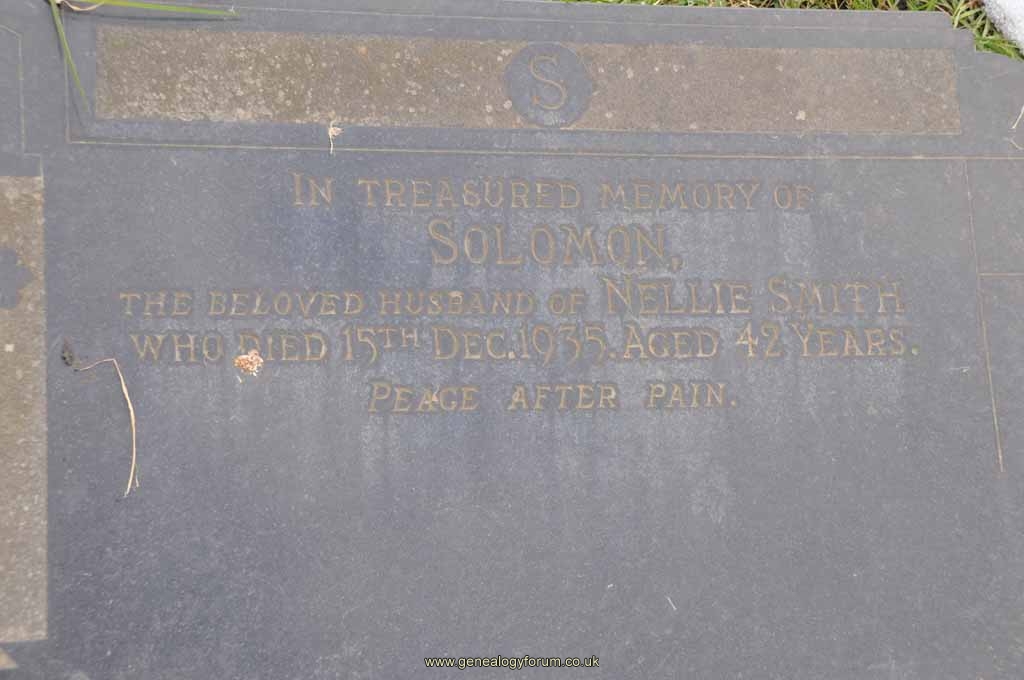 S
IN TREASURED MEMORY OF
SOLOMON,
THE BELOVED HUSBAND OF NELLIE SMITH
WHO DIED 15TH DEC. 1935. AGED 42 YEARS.
PEACE AFTER PAIN.
www.genealogyforum.co.uk